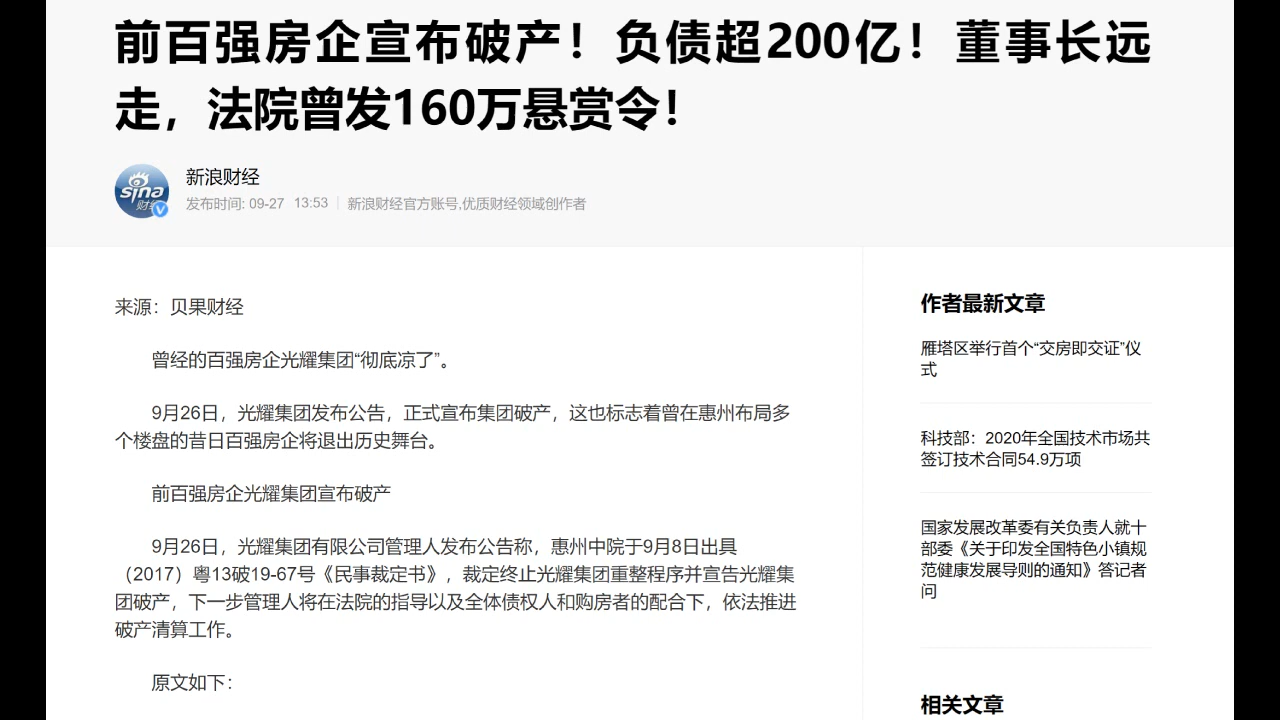 前百强房企宣布破产！负债超200亿！董事长远
走，法院曾发160万悬赏令！
sina
财经
新浪财经
发布时间: 09-27 13:53 新浪财经官方账号,优质财经领域创作者
来源：贝果财经
曾经的百强房企光耀集团“彻底凉了”。
9月26日，光耀集团发布公告，正式宣布集团破产，这也标志着曾在惠州布局多
个楼盘的昔日百强房企将退出历史舞台。
前百强房企光耀集团宣布破产
9月26日，光耀集团有限公司管理人发布公告称，惠州中院于9月8日出具
（2017）粤13破19-67号《民事裁定书》，裁定终止光耀集团重整程序并宣告光耀集
团破产，下一步管理人将在法院的指导以及全体债权人和购房者的配合下，依法推进
破产清算工作。
原文如下：
作者最新文章
雁塔区举行首个“交房即交证”仪
式
科技部：2020年全国技术市场共
签订技术合同54.9万项
国家发展改革委有关负责人就十
部委《关于印发全国特色小镇规
范健康发展导则的通知》答记者
问
相关文章